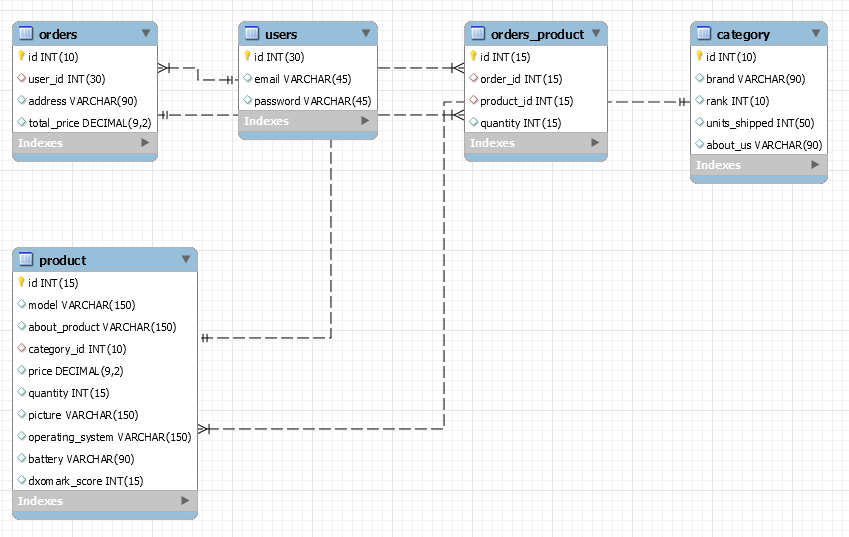 orders
id INT(10)
user_id INT(30)
address VARCHAR(90)
total_price DECIMAL(9,2)
Indexes
users
id INT(30)
email VARCHAR(45)
password VARCHAR(45)
Indexes
orders_product
id INT(15)
order_id INT(15)
product_id INT(15)
quantity INT(15)
Indexes
category
id INT(10)
brand VARCHAR(90)
rank INT(10)
units_shipped INT(50)
about_us VARCHAR(90)
Indexes
product
id INT(15)
model VARCHAR(150)
about_product VARCHAR(150)
category_id INT(10)
price DECIMAL(9,2)
quantity INT(15)
picture VARCHAR(150)
operating_system VARCHAR(150)
battery VARCHAR(90)
dxomark_score INT(15)
Indexes